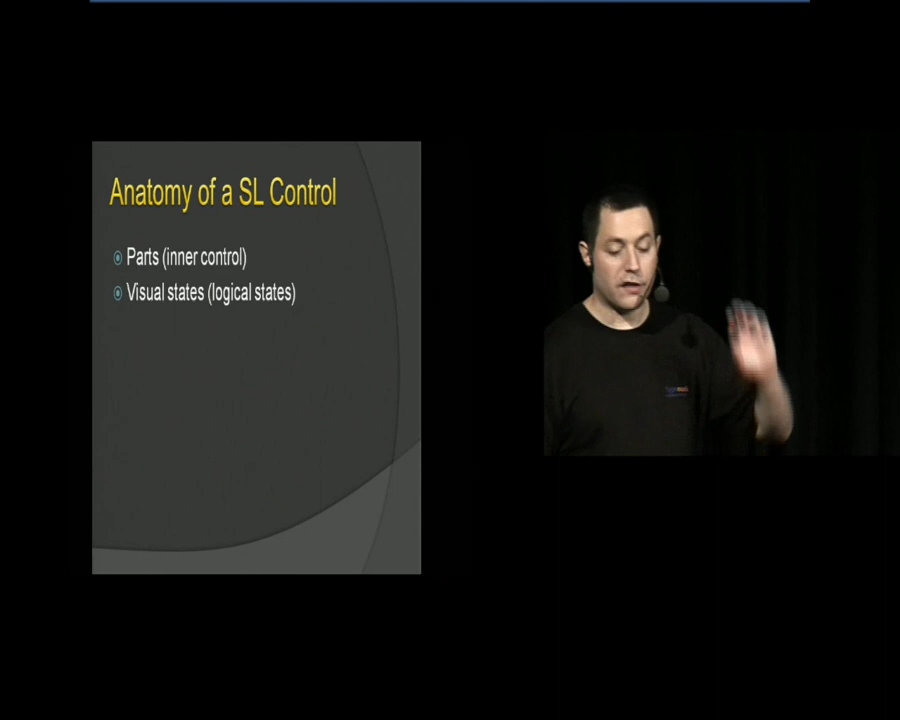 Anatomy of a SL Control
Parts (inner control)
Visual states (logical states)